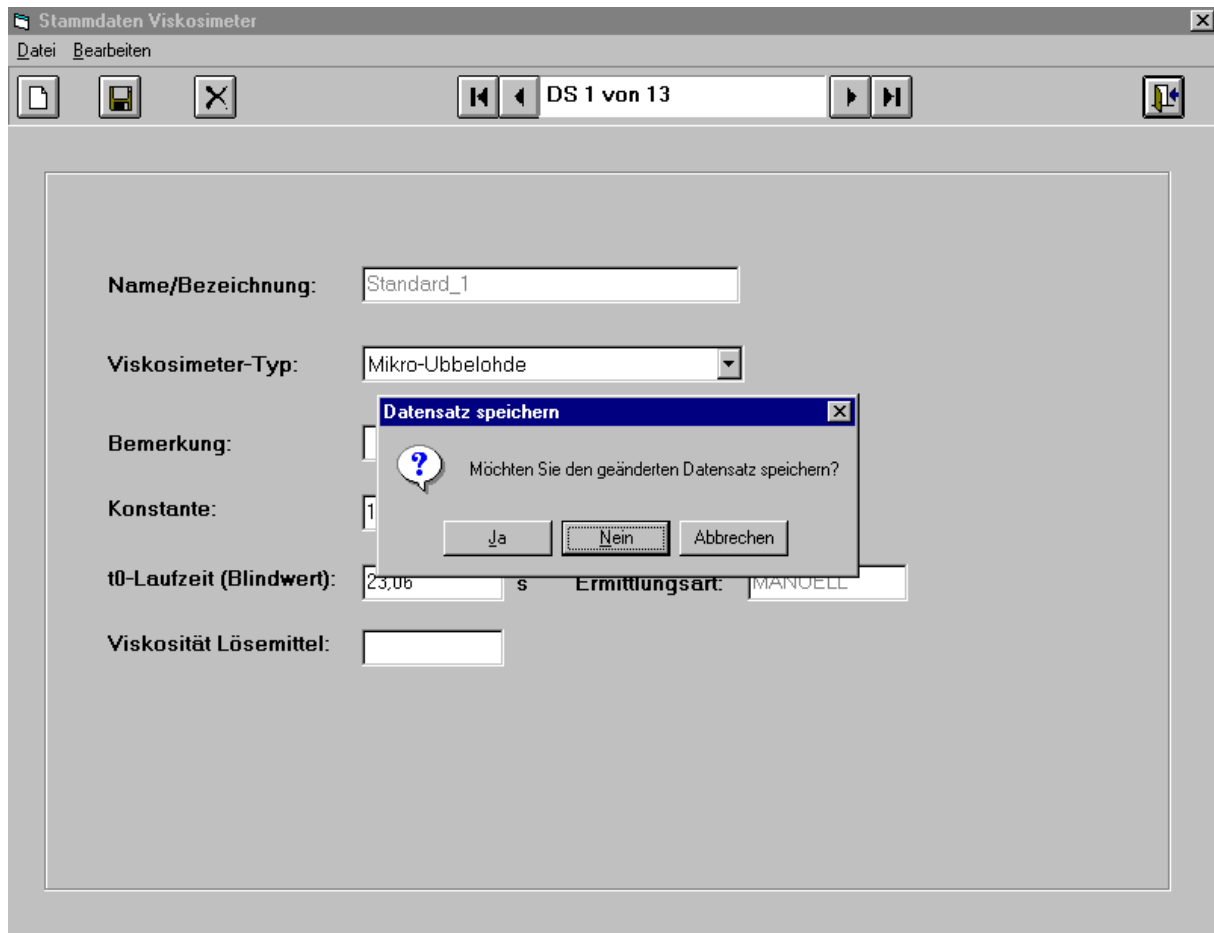 Stammdaten Viskosimeter
Datei Bearbeiten
DS 1 von 13
Name/Bezeichnung: Standard_1
Viskosimeter-Typ: Mikro-Ubbelohde
Datensatz speichern
Bemerkung:
Möchten Sie den geänderten Datensatz speichern?
Konstante: 1
Ja Nein Abbrechen
t0-Laufzeit (Blindwert): 23,06 s Ermittlungsart: MANUELL
Viskosität Lösemittel: